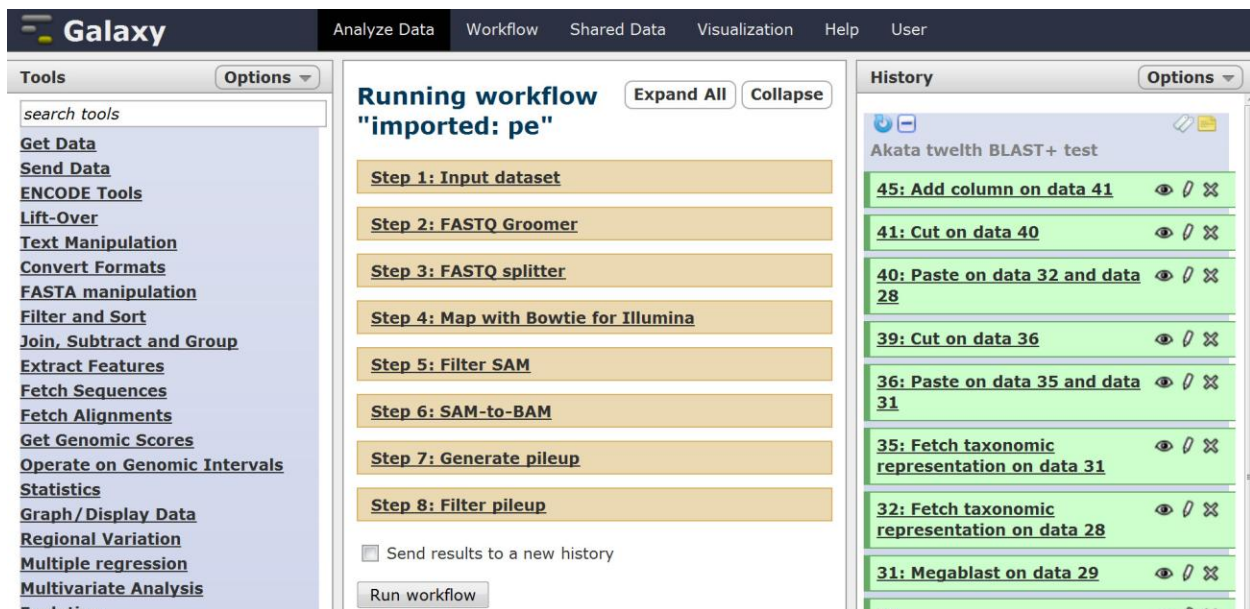 Galaxy
Analyze Data
Workflow
Shared Data
Visualization
Help
User
Tools
Options
search tools
Get Data
Send Data
ENCODE Tools
Lift-Over
Text Manipulation
Convert Formats
FASTA manipulation
Filter and Sort
Join, Subtract and Group
Extract Features
Fetch Sequences
Fetch Alignments
Get Genomic Scores
Operate on Genomic Intervals
Statistics
Graph/Display Data
Regional Variation
Multiple regression
Multivariate Analysis
Running workflow
"imported: pe"
Expand All
Collapse
Step 1: Input dataset
Step 2: FASTQ Groomer
Step 3: FASTQ splitter
Step 4: Map with Bowtie for Illumina
Step 5: Filter SAM
Step 6: SAM-to-BAM
Step 7: Generate pileup
Step 8: Filter pileup
Send results to a new history
Run workflow
History
Options
Akata twelth BLAST+ test
45: Add column on data 41
41: Cut on data 40
40: Paste on data 32 and data
28
39: Cut on data 36
36: Paste on data 35 and data
31
35: Fetch taxonomic
representation on data 31
32: Fetch taxonomic
representation on data 28
31: Megablast on data 29